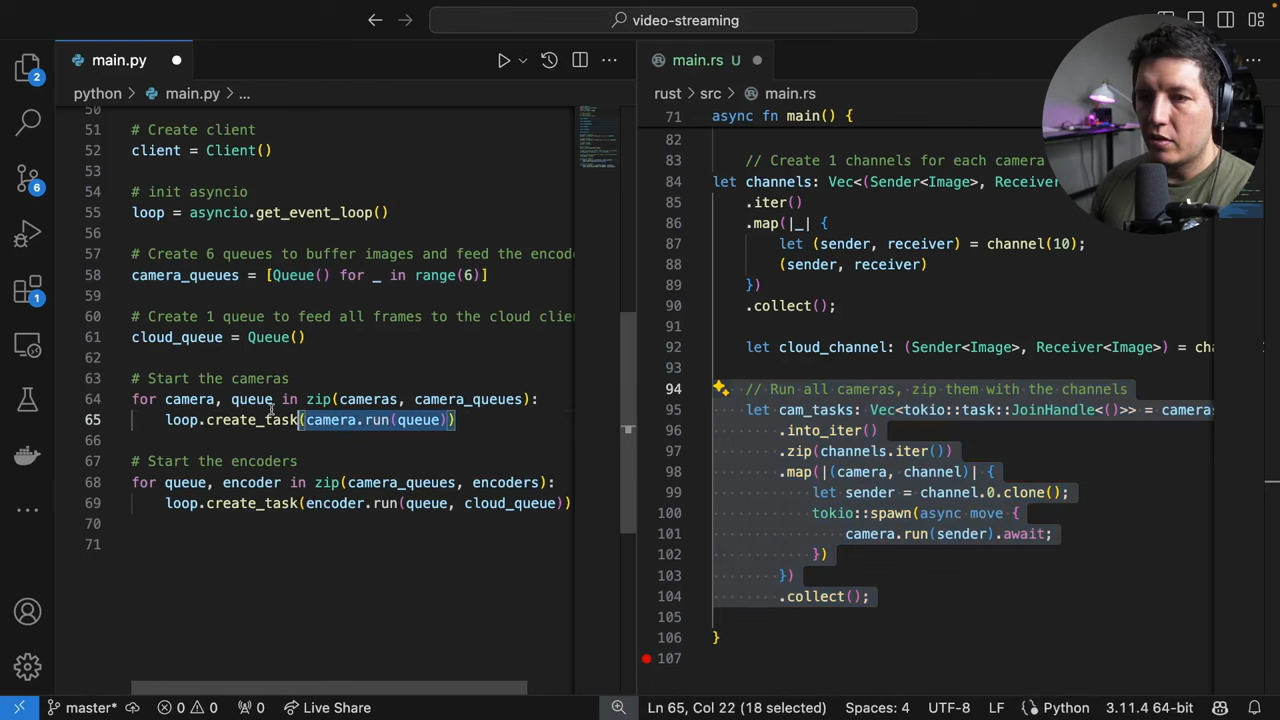 video-streaming
main.py
main.rs U
python > main.py > ...
rust > src > main.rs
50
51 # Create client
52 client = Client()
53
54 # init asyncio
55 loop = asyncio.get_event_loop()
56
57 # Create 6 queues to buffer images and feed the encode
58 camera_queues = [Queue() for _ in range(6)]
59
60 # Create 1 queue to feed all frames to the cloud clie
61 cloud_queue = Queue()
62
63 # Start the cameras
64 for camera, queue in zip(cameras, camera_queues):
65 loop.create_task(camera.run(queue))
66
67 # Start the encoders
68 for queue, encoder in zip(camera_queues, encoders):
69 loop.create_task(encoder.run(queue, cloud_queue))
70
71
71 async fn main() {
82
83 // Create 1 channels for each camera
84 let channels: Vec<(Sender<Image>, Receiver
85 .iter()
86 .map(|_| {
87 let (sender, receiver) = channel(10);
88 (sender, receiver)
89 })
90 .collect();
91
92 let cloud_channel: (Sender<Image>, Receiver<Image>) = cha
93
94 // Run all cameras, zip them with the channels
95 let cam_tasks: Vec<tokio::task::JoinHandle<()>> = cameras
96 .into_iter()
97 .zip(channels.iter())
98 .map(|(camera, channel)| {
99 let sender = channel.0.clone();
100 tokio::spawn(async move {
101 camera.run(sender).await;
102 })
103 })
104 .collect();
105
106 }
107
2
6
1
master* 0 0 0 Live Share Ln 65, Col 22 (18 selected) Spaces: 4 UTF-8 LF Python 3.11.4 64-bit